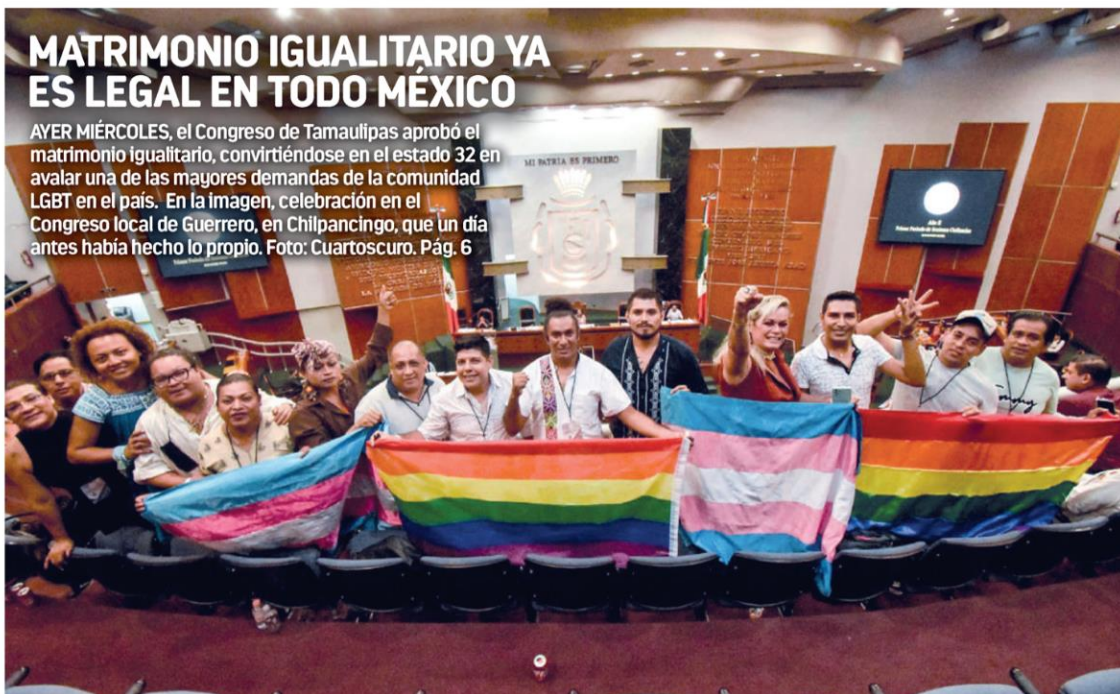 MATRIMONIO IGUALITARIO YA
ES LEGAL EN TODO MÉXICO
AYER MIÉRCOLES, el Congreso de Tamaulipas aprobó el
matrimonio igualitario, convirtiéndose en el estado 32 en
avalar una de las mayores demandas de la comunidad
LGBT en el país. En la imagen, celebración en el
Congreso local de Guerrero, en Chilpancingo, que un día
antes había hecho lo propio. Foto: Cuartoscuro. Pág. 6
MI PATRIA ES PRIMERO